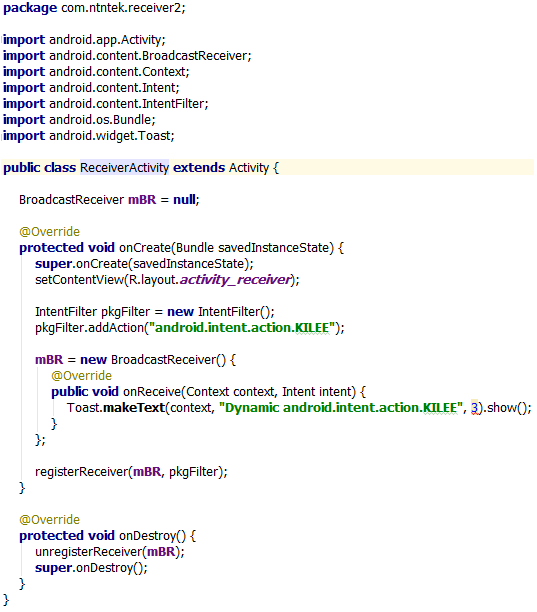 package com.ntntek.receiver2;
import android.app.Activity;
import android.content.BroadcastReceiver;
import android.content.Context;
import android.content.Intent;
import android.content.IntentFilter;
import android.os.Bundle;
import android.widget.Toast;
public class ReceiverActivity extends Activity {
BroadcastReceiver mBR = null;
@Override
protected void onCreate(Bundle savedInstanceState) {
super.onCreate(savedInstanceState);
setContentView(R.layout.activity_receiver);
IntentFilter pkgFilter = new IntentFilter();
pkgFilter.addAction("android.intent.action.KILEE");
mBR = new BroadcastReceiver() {
@Override
public void onReceive(Context context, Intent intent) {
Toast.makeText(context, "Dynamic android.intent.action.KILEE", 3).show();
}
};
registerReceiver(mBR, pkgFilter);
}
@Override
protected void onDestroy() {
unregisterReceiver(mBR);
super.onDestroy();
}
}